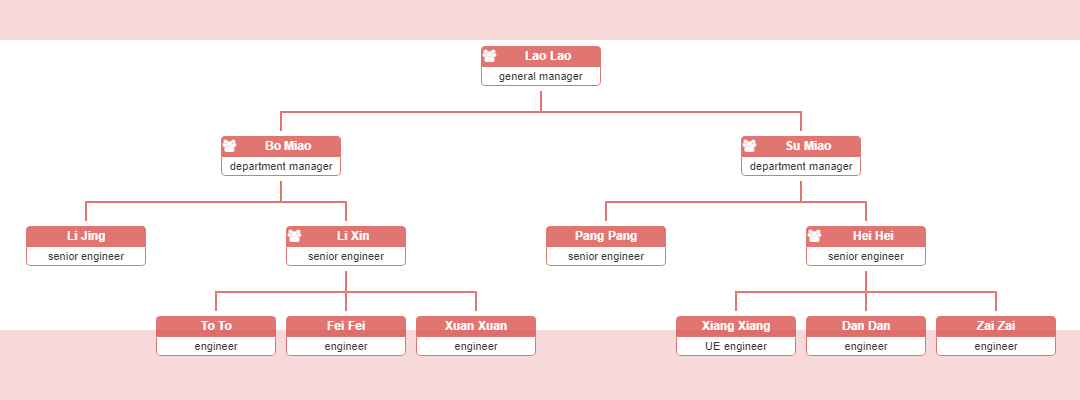 Lao Lao
general manager
Bo Miao
department manager
Su Miao
department manager
Li Jing
senior engineer
Li Xin
senior engineer
Pang Pang
senior engineer
Hei Hei
senior engineer
To To
engineer
Fei Fei
engineer
Xuan Xuan
engineer
Xiang Xiang
UE engineer
Dan Dan
engineer
Zai Zai
engineer